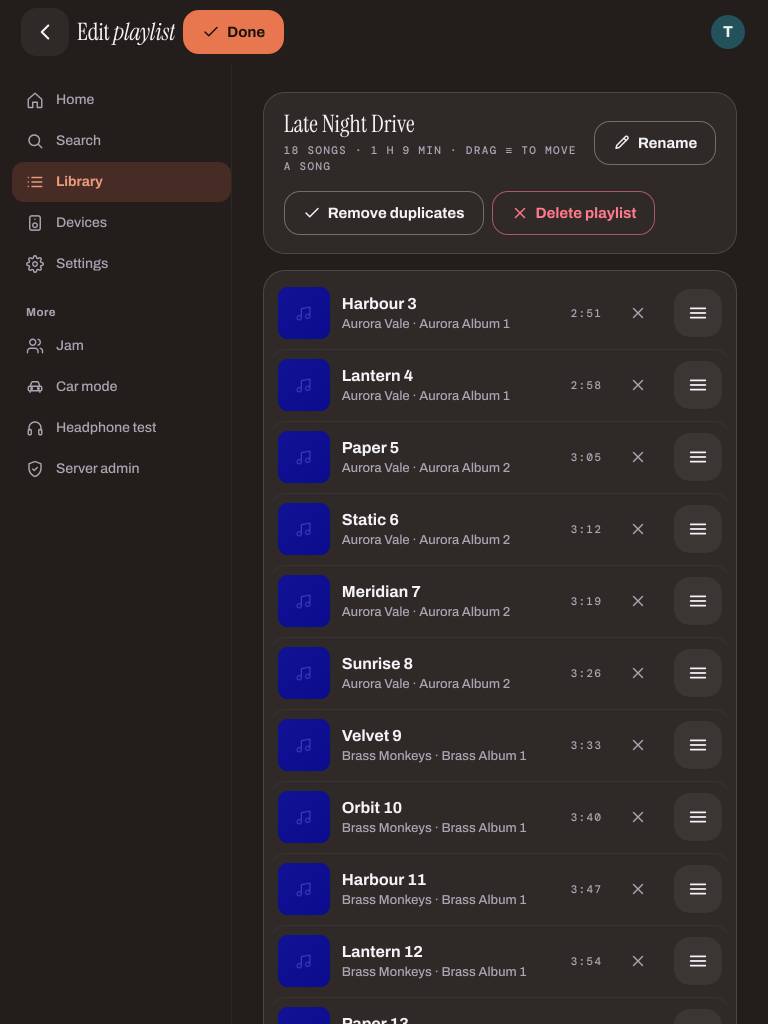 Edit playlist
Done
T
Home
Search
Library
Devices
Settings
More
Jam
Car mode
Headphone test
Server admin
Late Night Drive
18 SONGS · 1 H 9 MIN · DRAG ≡ TO MOVE
A SONG
Rename
Remove duplicates
Delete playlist
Harbour 3
Aurora Vale · Aurora Album 1
2:51
Lantern 4
Aurora Vale · Aurora Album 1
2:58
Paper 5
Aurora Vale · Aurora Album 2
3:05
Static 6
Aurora Vale · Aurora Album 2
3:12
Meridian 7
Aurora Vale · Aurora Album 2
3:19
Sunrise 8
Aurora Vale · Aurora Album 2
3:26
Velvet 9
Brass Monkeys · Brass Album 1
3:33
Orbit 10
Brass Monkeys · Brass Album 1
3:40
Harbour 11
Brass Monkeys · Brass Album 1
3:47
Lantern 12
Brass Monkeys · Brass Album 1
3:54
Paper 13